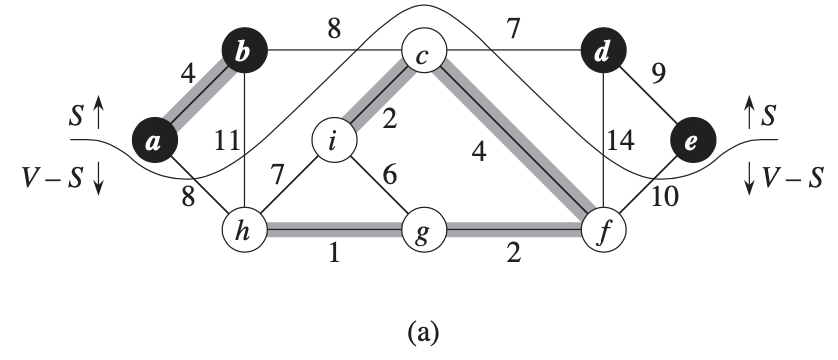 8 7
b c d
4 9
S ↑ 2 ↑ S
a 11 i 4 14 e
V – S ↓ 7 6 ↓ V – S
8 10
h g f
1 2
(a)